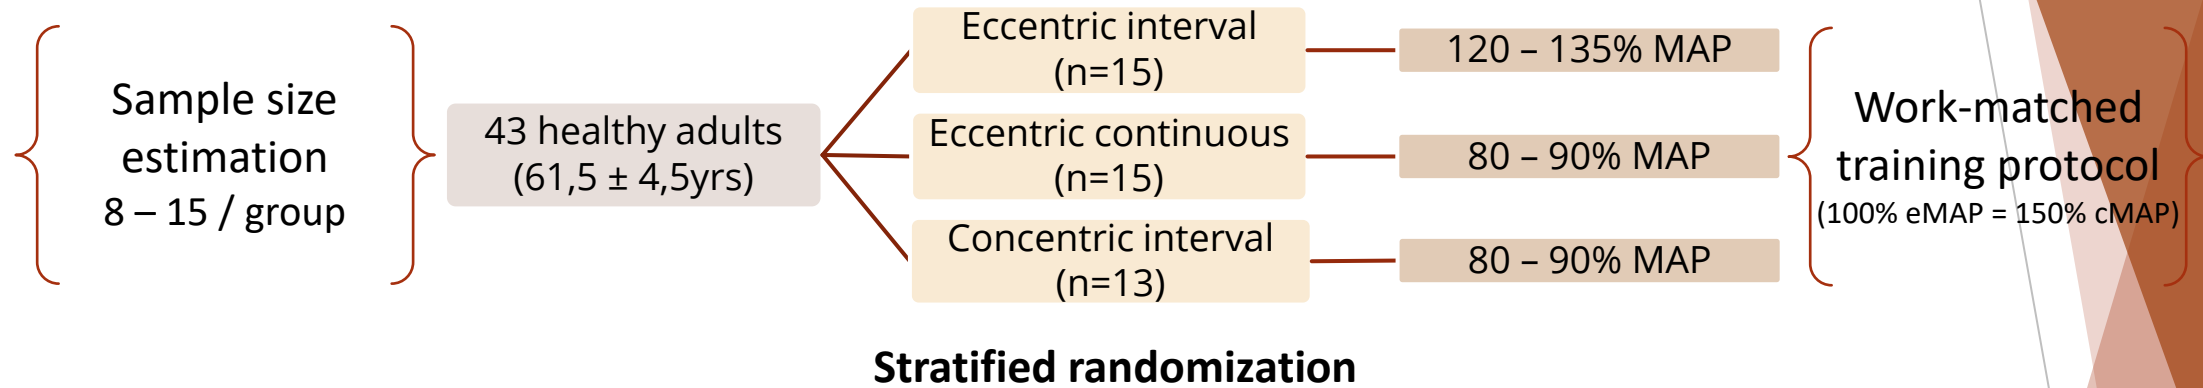 Sample size
estimation
8 – 15 / group
43 healthy adults
(61,5 ± 4,5yrs)
Eccentric interval
(n=15)
120 – 135% MAP
Eccentric continuous
(n=15)
80 – 90% MAP
Concentric interval
(n=13)
80 – 90% MAP
Work-matched
training protocol
(100% eMAP = 150% cMAP)
Stratified randomization